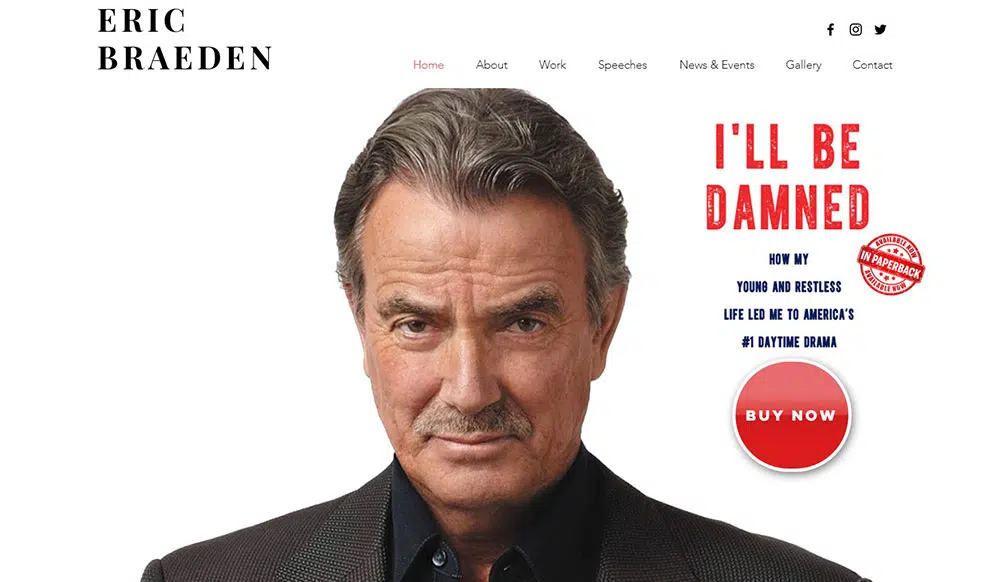 ERIC
BRAEDEN
Home About Work Speeches News & Events Gallery Contact
I'LL BE
DAMNED
AVAILABLE NOW
IN PAPERBACK
AVAILABLE NOW
HOW MY
YOUNG AND RESTLESS
LIFE LED ME TO AMERICA'S
#1 DAYTIME DRAMA
BUY NOW